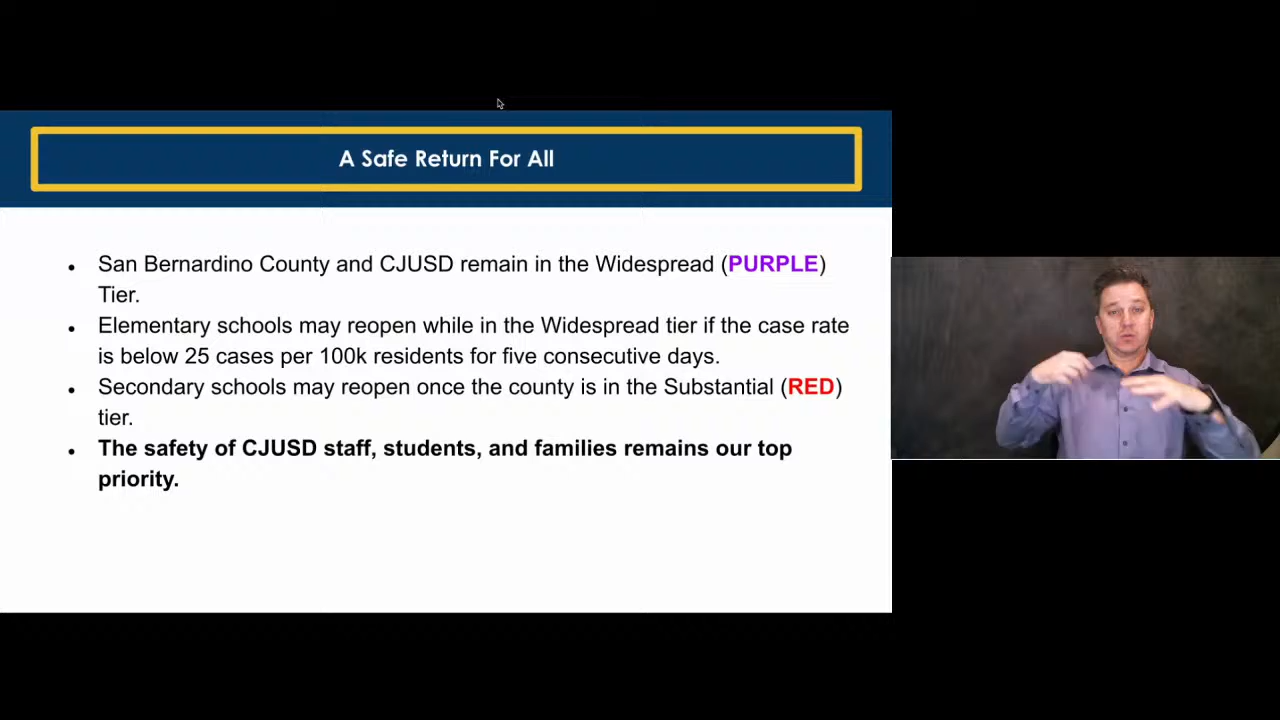 A Safe Return For All
• San Bernardino County and CJUSD remain in the Widespread (PURPLE)
Tier.
• Elementary schools may reopen while in the Widespread tier if the case rate
is below 25 cases per 100k residents for five consecutive days.
• Secondary schools may reopen once the county is in the Substantial (RED)
tier.
• The safety of CJUSD staff, students, and families remains our top
priority.